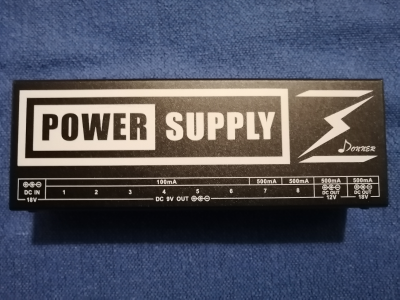 POWER SUPPLY
DONNER
100mA 500mA 500mA 500mA 500mA
DC IN 1 2 3 4 5 6 7 8 DC OUT DC OUT
18V DC 9V OUT 12V 18V